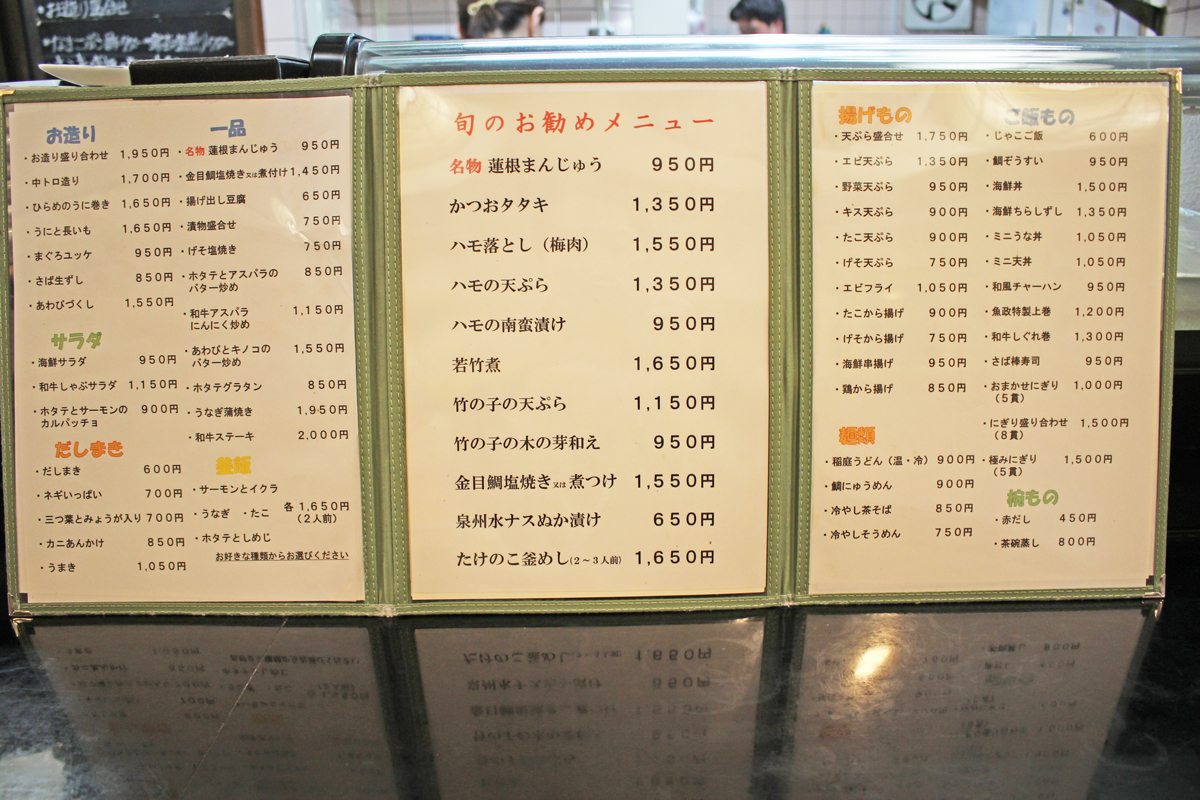 お造り
・お造り盛り合わせ 1,950円
・中トロ造り 1,700円
・ひらめのうに巻き 1,650円
・うにと長いも 1,650円
・まぐろユッケ 950円
・さば生ずし 850円
・あわびづくし 1,550円
サラダ
・海鮮サラダ 950円
・和牛しゃぶサラダ 1,150円
・ホタテとサーモンの 900円
カルパッチョ
だしまき
・だしまき 600円
・ネギいっぱい 700円
・三つ葉とみょうが入り 700円
・カニあんかけ 850円
・うまき 1,050円
一品
・名物 蓮根まんじゅう 950円
・金目鯛塩焼き又は煮付け 1,450円
・揚げ出し豆腐 650円
・漬物盛合せ 750円
・げそ塩焼き 750円
・ホタテとアスパラの 850円
バター炒め
・和牛アスパラ 1,150円
にんにく炒め
・あわびとキノコの 1,550円
バター炒め
・ホタテグラタン 850円
・うなぎ蒲焼き 1,950円
・和牛ステーキ 2,000円
釜飯
・サーモンとイクラ
・うなぎ ・たこ 各1,650円
(2人前)
・ホタテとしめじ
お好きな種類からお選びください
旬のお勧めメニュー
名物 蓮根まんじゅう 950円
かつおタタキ 1,350円
ハモ落とし（梅肉） 1,550円
ハモの天ぷら 1,350円
ハモの南蛮漬け 950円
若竹煮 1,650円
竹の子の天ぷら 1,150円
竹の子の木の芽和え 950円
金目鯛塩焼き又は煮つけ 1,550円
泉州水ナスぬか漬け 650円
たけのこ釜めし(2～3人前) 1,650円
揚げもの
・天ぷら盛合せ 1,750円
・エビ天ぷら 1,350円
・野菜天ぷら 950円
・キス天ぷら 900円
・たこ天ぷら 900円
・げそ天ぷら 750円
・エビフライ 1,050円
・たこから揚げ 900円
・げそから揚げ 750円
・海鮮串揚げ 950円
・鶏から揚げ 850円
麺類
・稲庭うどん（温・冷） 900円
・鯛にゅうめん 900円
・冷やし茶そば 850円
・冷やしそうめん 750円
ご飯もの
・じゃこご飯 600円
・鯛ぞうすい 950円
・海鮮丼 1,500円
・海鮮ちらしずし 1,350円
・ミニうな丼 1,050円
・ミニ天丼 1,050円
・和風チャーハン 950円
・魚政特製上巻 1,200円
・和牛しぐれ巻 1,300円
・さば棒寿司 950円
・おまかせにぎり 1,000円
（5貫）
・にぎり盛り合わせ 1,500円
（8貫）
・極みにぎり 1,500円
（5貫）
椀もの
・赤だし 450円
・茶碗蒸し 800円